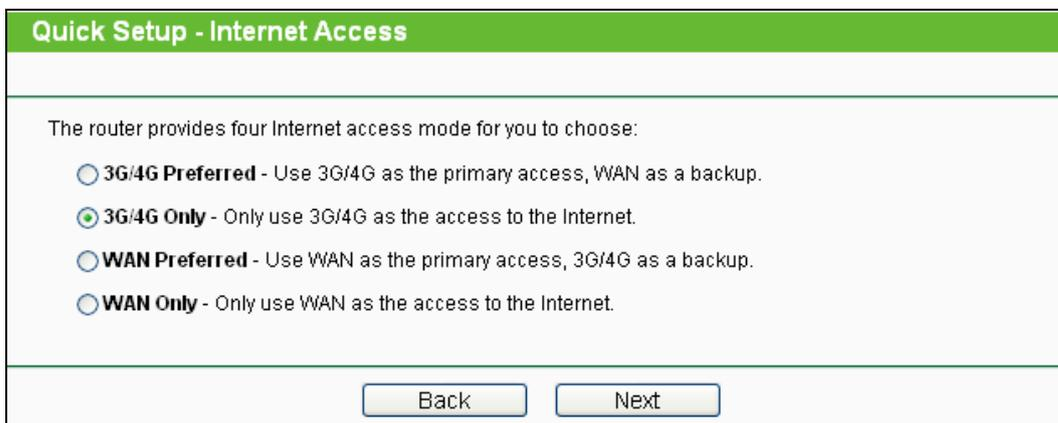 Quick Setup - Internet Access
The router provides four Internet access mode for you to choose:
3G/4G Preferred - Use 3G/4G as the primary access, WAN as a backup.
3G/4G Only - Only use 3G/4G as the access to the Internet.
WAN Preferred - Use WAN as the primary access, 3G/4G as a backup.
WAN Only - Only use WAN as the access to the Internet.
Back Next